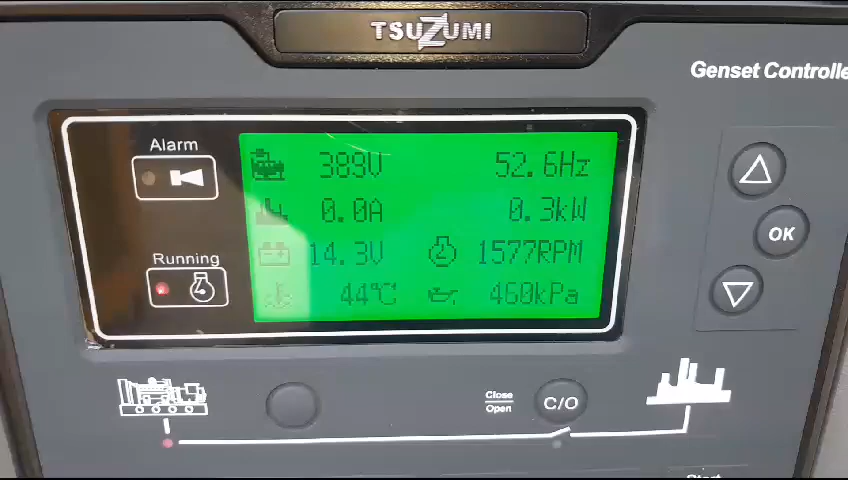 TSUZUMI
Genset Controlle
Alarm
389V 52.6Hz
0.0A 0.3kW
Running
14.3V 1577RPM
44℃ 460kPa
OK
Close
Open
C/O
Start